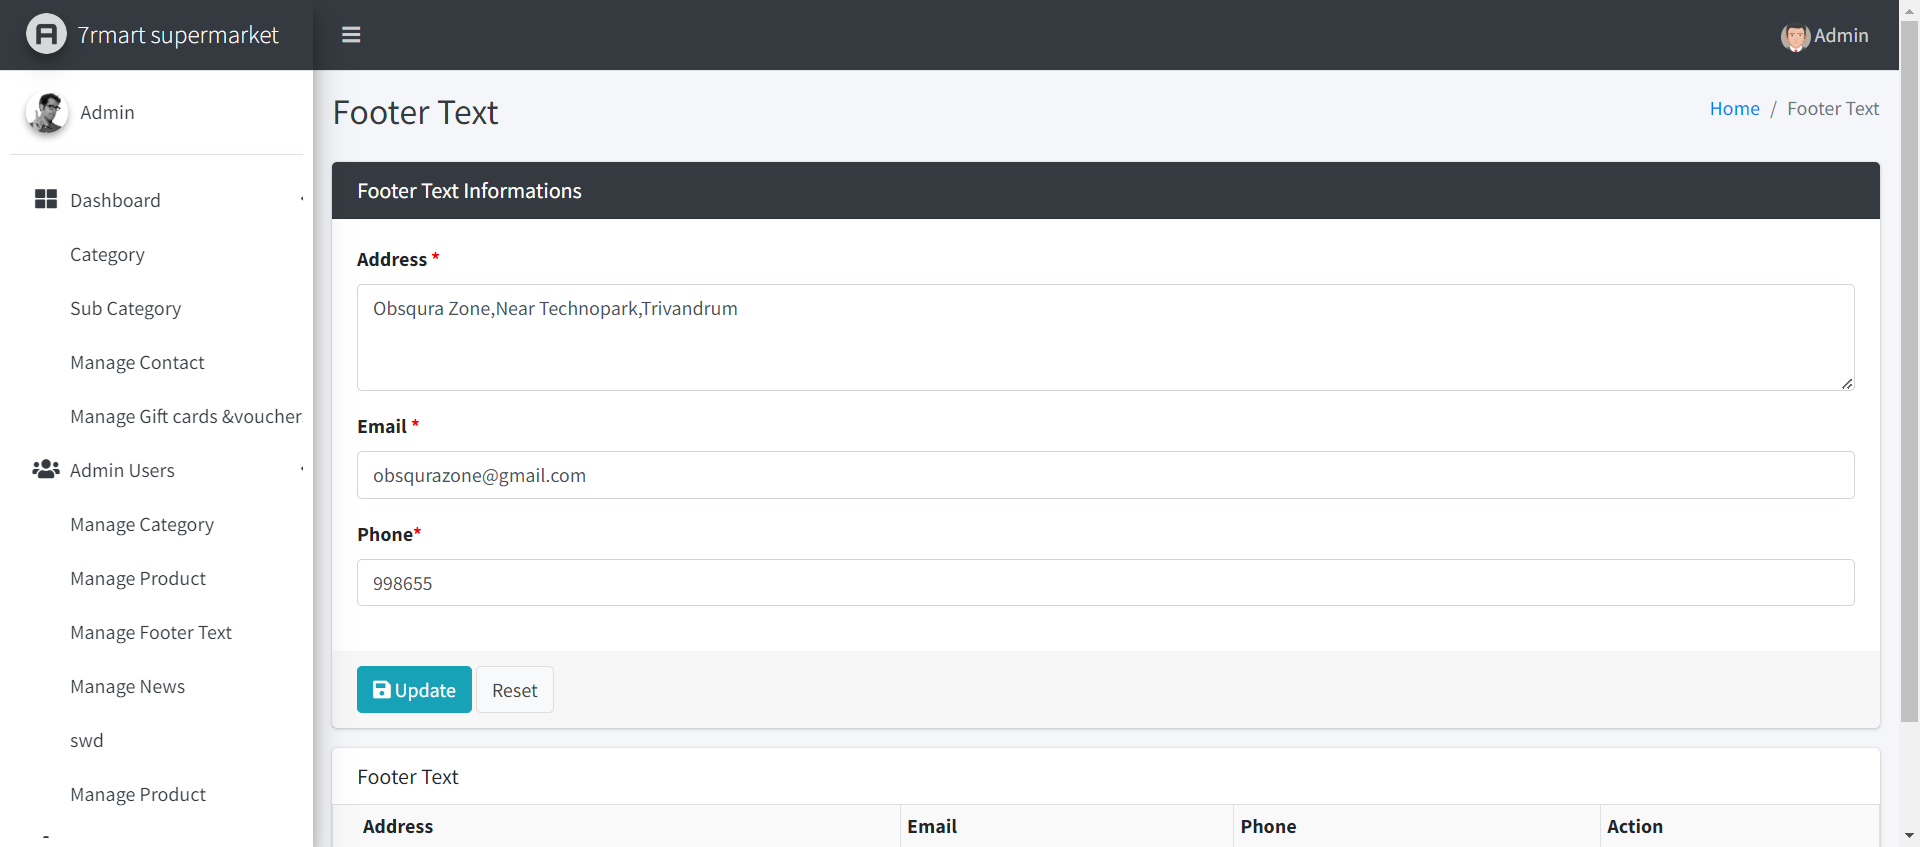 7rmart supermarket
Admin
Admin
Footer Text
Home / Footer Text
Dashboard
Category
Sub Category
Manage Contact
Manage Gift cards &voucher
Admin Users
Manage Category
Manage Product
Manage Footer Text
Manage News
swd
Manage Product
Footer Text Informations
Address *
Obsqura Zone,Near Technopark,Trivandrum
Email *
obsqurazone@gmail.com
Phone*
998655
Update Reset
Footer Text
Address Email Phone Action